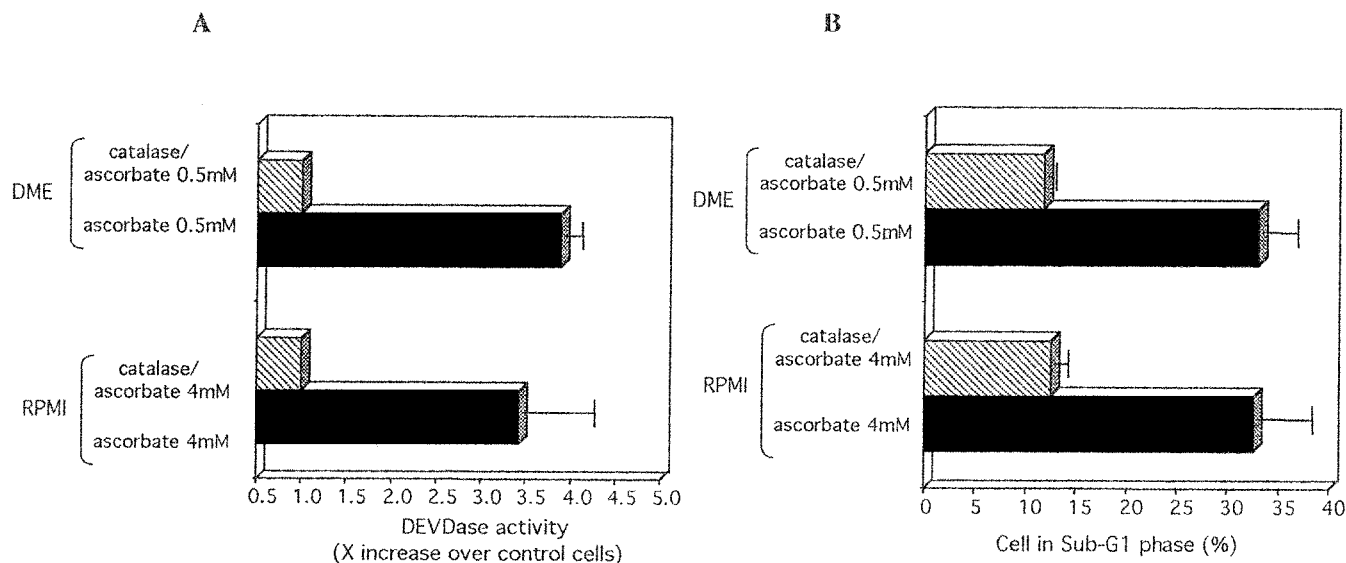 A
DME
catalase/
ascorbate 0.5mM
ascorbate 0.5mM
RPMI
catalase/
ascorbate 4mM
ascorbate 4mM
0.5 1.0 1.5 2.0 2.5 3.0 3.5 4.0 4.5 5.0
DEVDase activity
(X increase over control cells)
B
DME
catalase/
ascorbate 0.5mM
ascorbate 0.5mM
RPMI
catalase/
ascorbate 4mM
ascorbate 4mM
0 5 10 15 20 25 30 35 40
Cell in Sub-G1 phase (%)